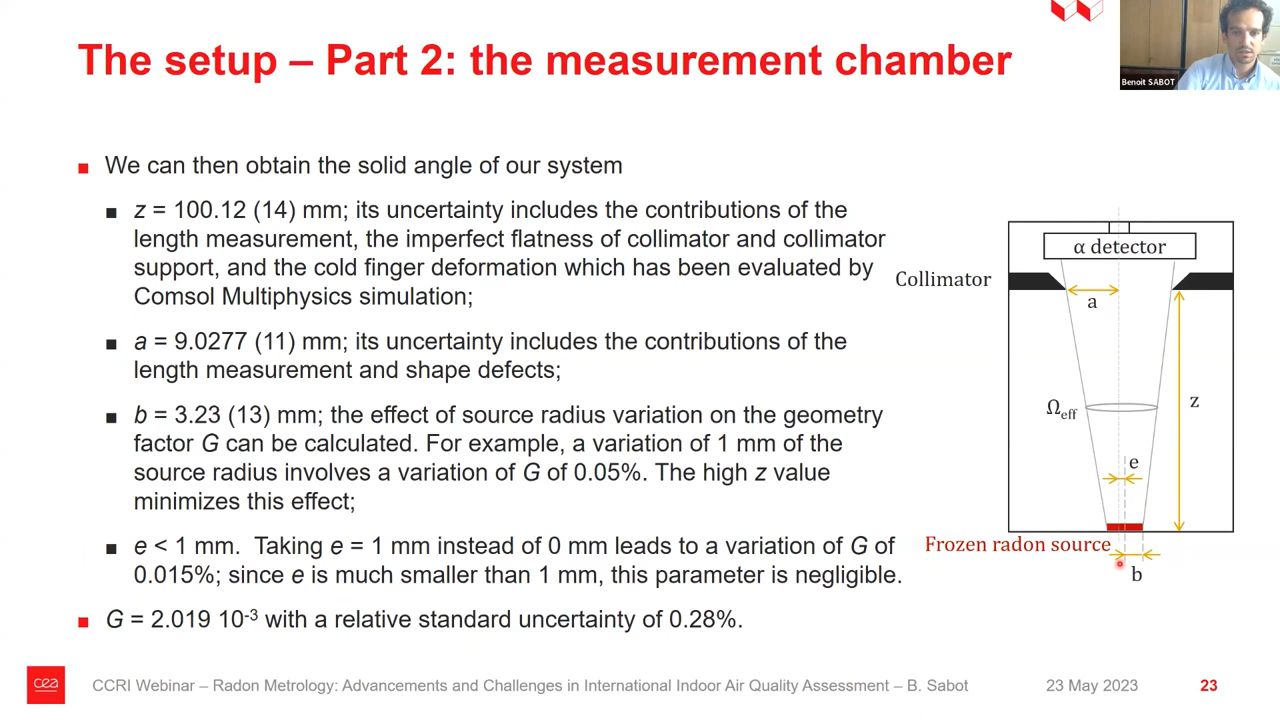 The setup – Part 2: the measurement chamber
Benoit SABOT
We can then obtain the solid angle of our system
z = 100.12 (14) mm; its uncertainty includes the contributions of the
length measurement, the imperfect flatness of collimator and collimator
support, and the cold finger deformation which has been evaluated by
Comsol Multiphysics simulation;
a = 9.0277 (11) mm; its uncertainty includes the contributions of the
length measurement and shape defects;
b = 3.23 (13) mm; the effect of source radius variation on the geometry
factor G can be calculated. For example, a variation of 1 mm of the
source radius involves a variation of G of 0.05%. The high z value
minimizes this effect;
e < 1 mm. Taking e = 1 mm instead of 0 mm leads to a variation of G of
0.015%; since e is much smaller than 1 mm, this parameter is negligible.
G = 2.019 10⁻³ with a relative standard uncertainty of 0.28%.
α detector
Collimator
a
z
Ωeff
e
Frozen radon source
b
cea
CCRI Webinar – Radon Metrology: Advancements and Challenges in International Indoor Air Quality Assessment – B. Sabot
23 May 2023
23